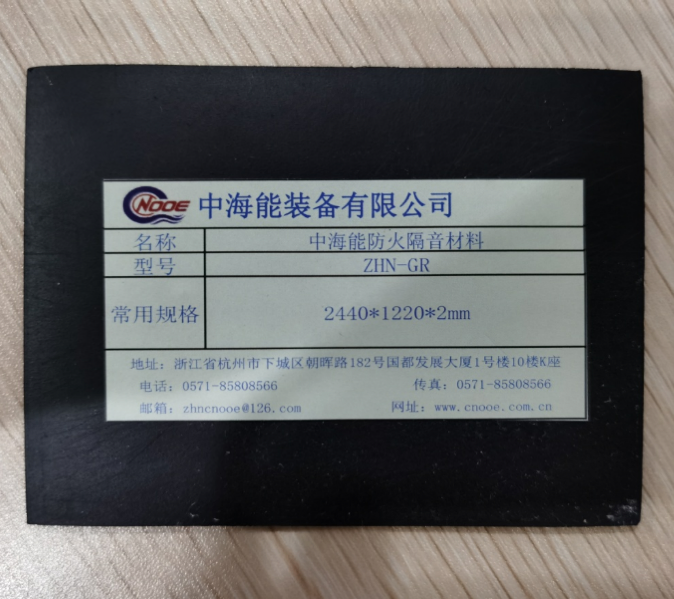 CNOOE 中海能装备有限公司
名称 中海能防火隔音材料
型号 ZHN-GR
常用规格 2440*1220*2mm
地址：浙江省杭州市下城区朝晖路182号国都发展大厦1号楼10楼K座
电话：0571-85808566 传真：0571-85808566
邮箱：zhncnooe@126.com 网址：www.cnooe.com.cn